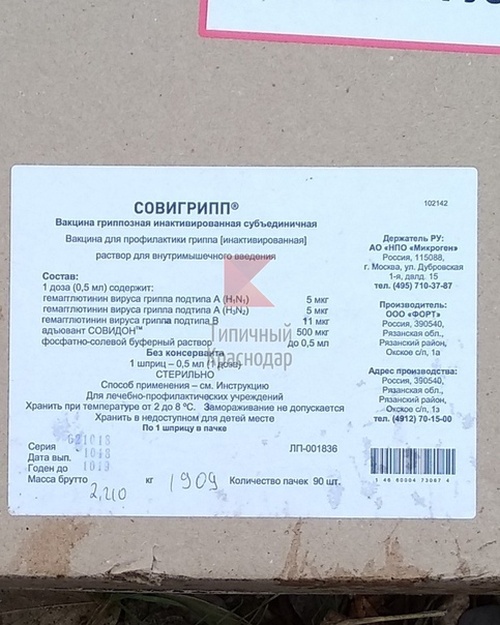 СОВИГРИПП®
102142
Вакцина гриппозная инактивированная субъединичная
Вакцина для профилактики гриппа [инактивированная]
раствор для внутримышечного введения
Состав:
1 доза (0,5 мл) содержит:
гемагглютинин вируса гриппа подтипа А (H₁N₁) 5 мкг
гемагглютинин вируса гриппа подтипа А (H₃N₂) 5 мкг
гемагглютинин вируса гриппа подтипа В 11 мкг
адъювант СОВИДОН™ 500 мкг
фосфатно-солевой буферный раствор до 0,5 мл
Без консерванта
1 шприц – 0,5 мл (1 доза)
СТЕРИЛЬНО
Способ применения – см. Инструкцию
Для лечебно-профилактических учреждений
Хранить при температуре от 2 до 8 °С. Замораживание не допускается
Хранить в недоступном для детей месте
По 1 шприцу в пачке
Серия
Дата вып.
Годен до 1019
ЛП-001836
Масса брутто 2,210 кг 1909 Количество пачек 90 шт.
Держатель РУ:
АО «НПО «Микроген»
Россия, 115088,
г. Москва, ул. Дубровская
1-я, д.вл. 15
тел. (495) 710-37-87
Производитель:
ООО «ФОРТ»
Россия, 390540,
Рязанская обл.,
Рязанский район,
Окское с/п, 1а
Адрес производства:
Россия, 390540,
Рязанская обл.,
Рязанский район,
Окское с/п, 1а
тел. (4912) 70-15-00
1 46 60004 73087 4
Типичный
Краснодар